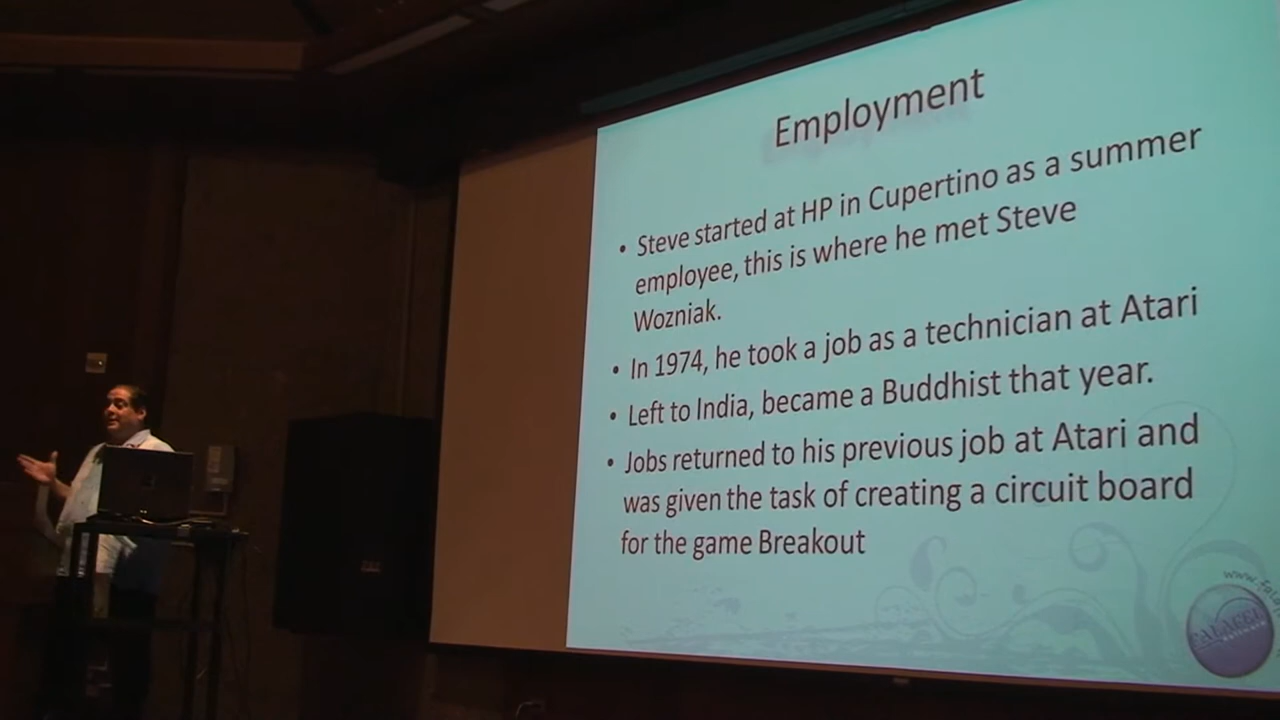 Employment
• Steve started at HP in Cupertino as a summer
employee, this is where he met Steve
Wozniak.
• In 1974, he took a job as a technician at Atari
• Left to India, became a Buddhist that year.
• Jobs returned to his previous job at Atari and
was given the task of creating a circuit board
for the game Breakout